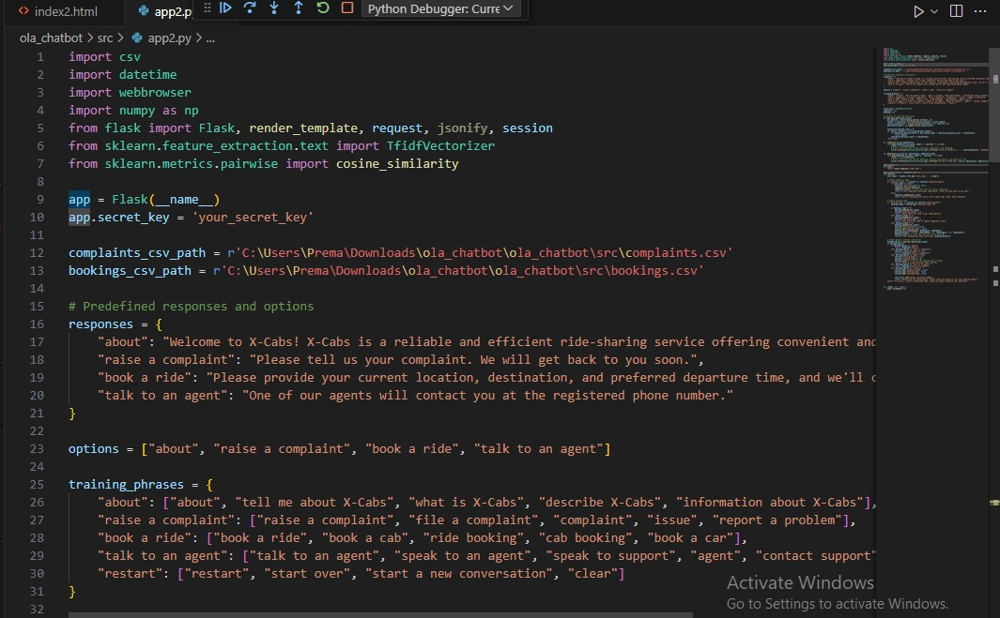 index2.html
app2.p
Python Debugger: Curre
ola_chatbot > src > app2.py > ...
1 import csv
2 import datetime
3 import webbrowser
4 import numpy as np
5 from flask import Flask, render_template, request, jsonify, session
6 from sklearn.feature_extraction.text import TfidfVectorizer
7 from sklearn.metrics.pairwise import cosine_similarity
8
9 app = Flask(__name__)
10 app.secret_key = 'your_secret_key'
11
12 complaints_csv_path = r'C:\Users\Prema\Downloads\ola_chatbot\ola_chatbot\src\complaints.csv'
13 bookings_csv_path = r'C:\Users\Prema\Downloads\ola_chatbot\ola_chatbot\src\bookings.csv'
14
15 # Predefined responses and options
16 responses = {
17     "about": "Welcome to X-Cabs! X-Cabs is a reliable and efficient ride-sharing service offering convenient and
18     "raise a complaint": "Please tell us your complaint. We will get back to you soon.",
19     "book a ride": "Please provide your current location, destination, and preferred departure time, and we'll c
20     "talk to an agent": "One of our agents will contact you at the registered phone number."
21 }
22
23 options = ["about", "raise a complaint", "book a ride", "talk to an agent"]
24
25 training_phrases = {
26     "about": ["about", "tell me about X-Cabs", "what is X-Cabs", "describe X-Cabs", "information about X-Cabs"],
27     "raise a complaint": ["raise a complaint", "file a complaint", "complaint", "issue", "report a problem"],
28     "book a ride": ["book a ride", "book a cab", "ride booking", "cab booking", "book a car"],
29     "talk to an agent": ["talk to an agent", "speak to an agent", "speak to support", "agent", "contact support"
30     "restart": ["restart", "start over", "start a new conversation", "clear"]
31 }
32
Activate Windows
Go to Settings to activate Windows.